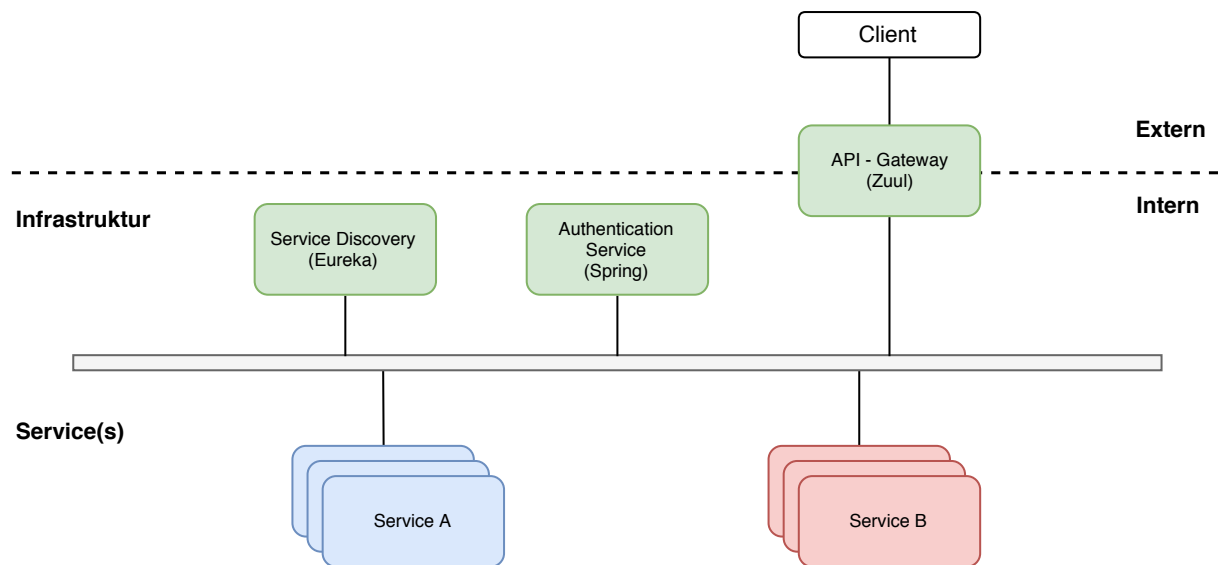 Client
Extern
API - Gateway
(Zuul)
Intern
Infrastruktur
Service Discovery
(Eureka)
Authentication
Service
(Spring)
Service(s)
Service A
Service B